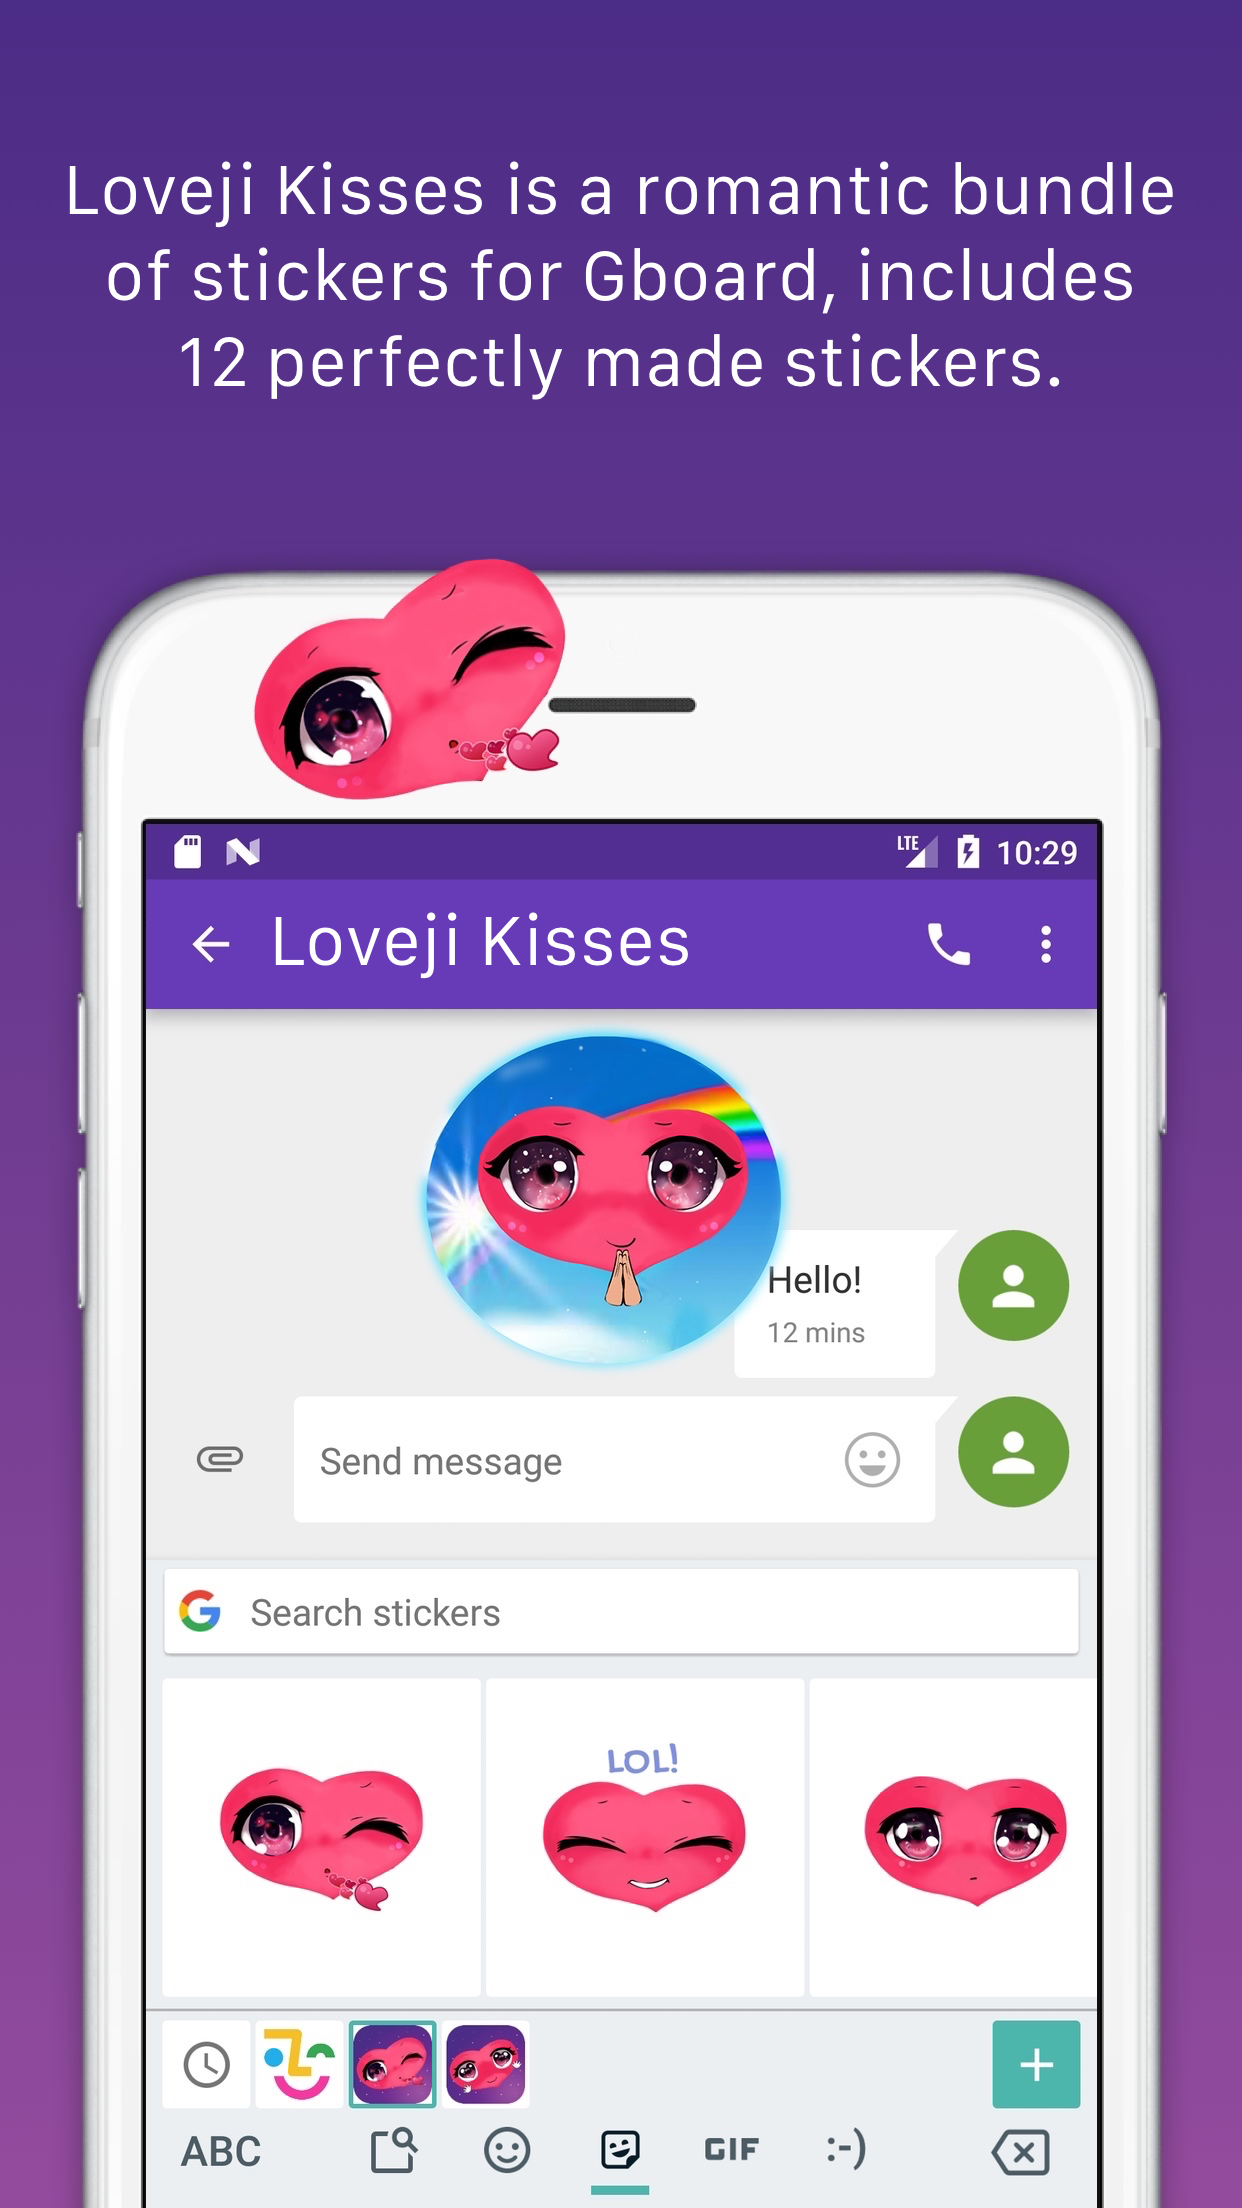 Loveji Kisses is a romantic bundle
of stickers for Gboard, includes
12 perfectly made stickers.
LTE 10:29
Loveji Kisses
Hello!
12 mins
Send message
G Search stickers
LOL!
ABC GIF :-)